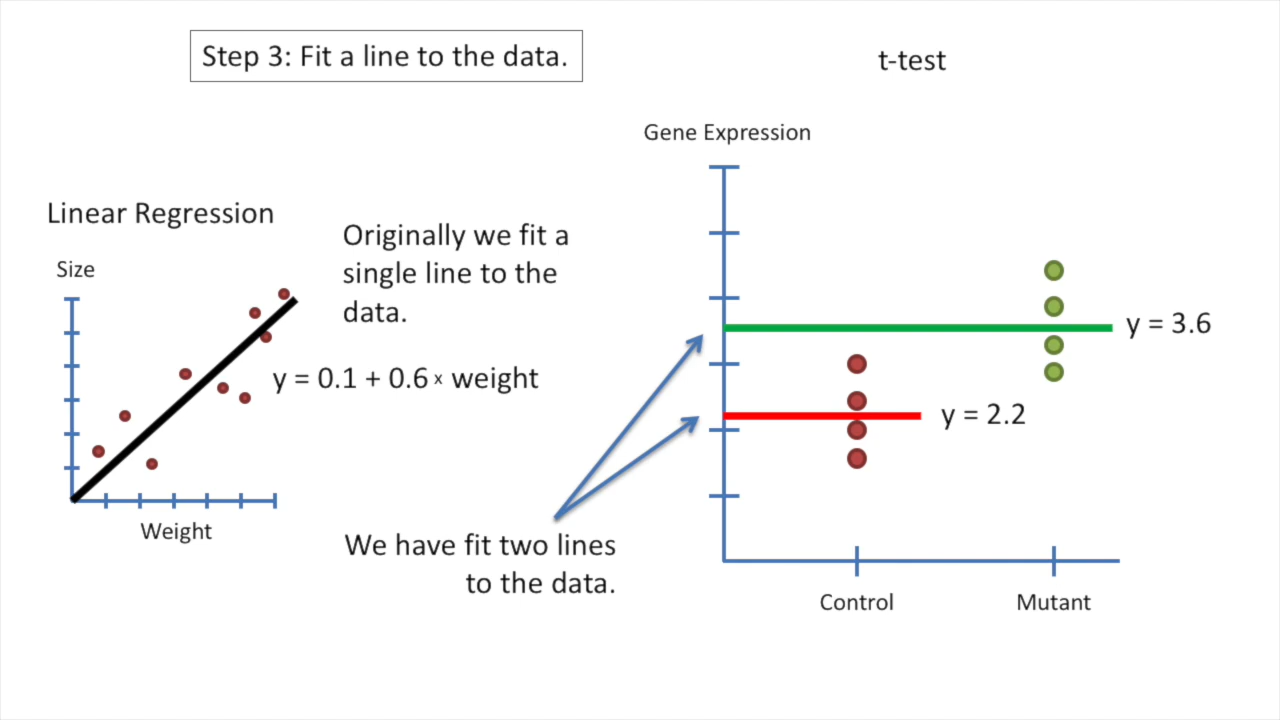 Step 3: Fit a line to the data.
t-test
Gene Expression
Linear Regression
Size
Originally we fit a
single line to the
data.
y = 0.1 + 0.6 × weight
Weight
y = 3.6
y = 2.2
We have fit two lines
to the data.
Control
Mutant